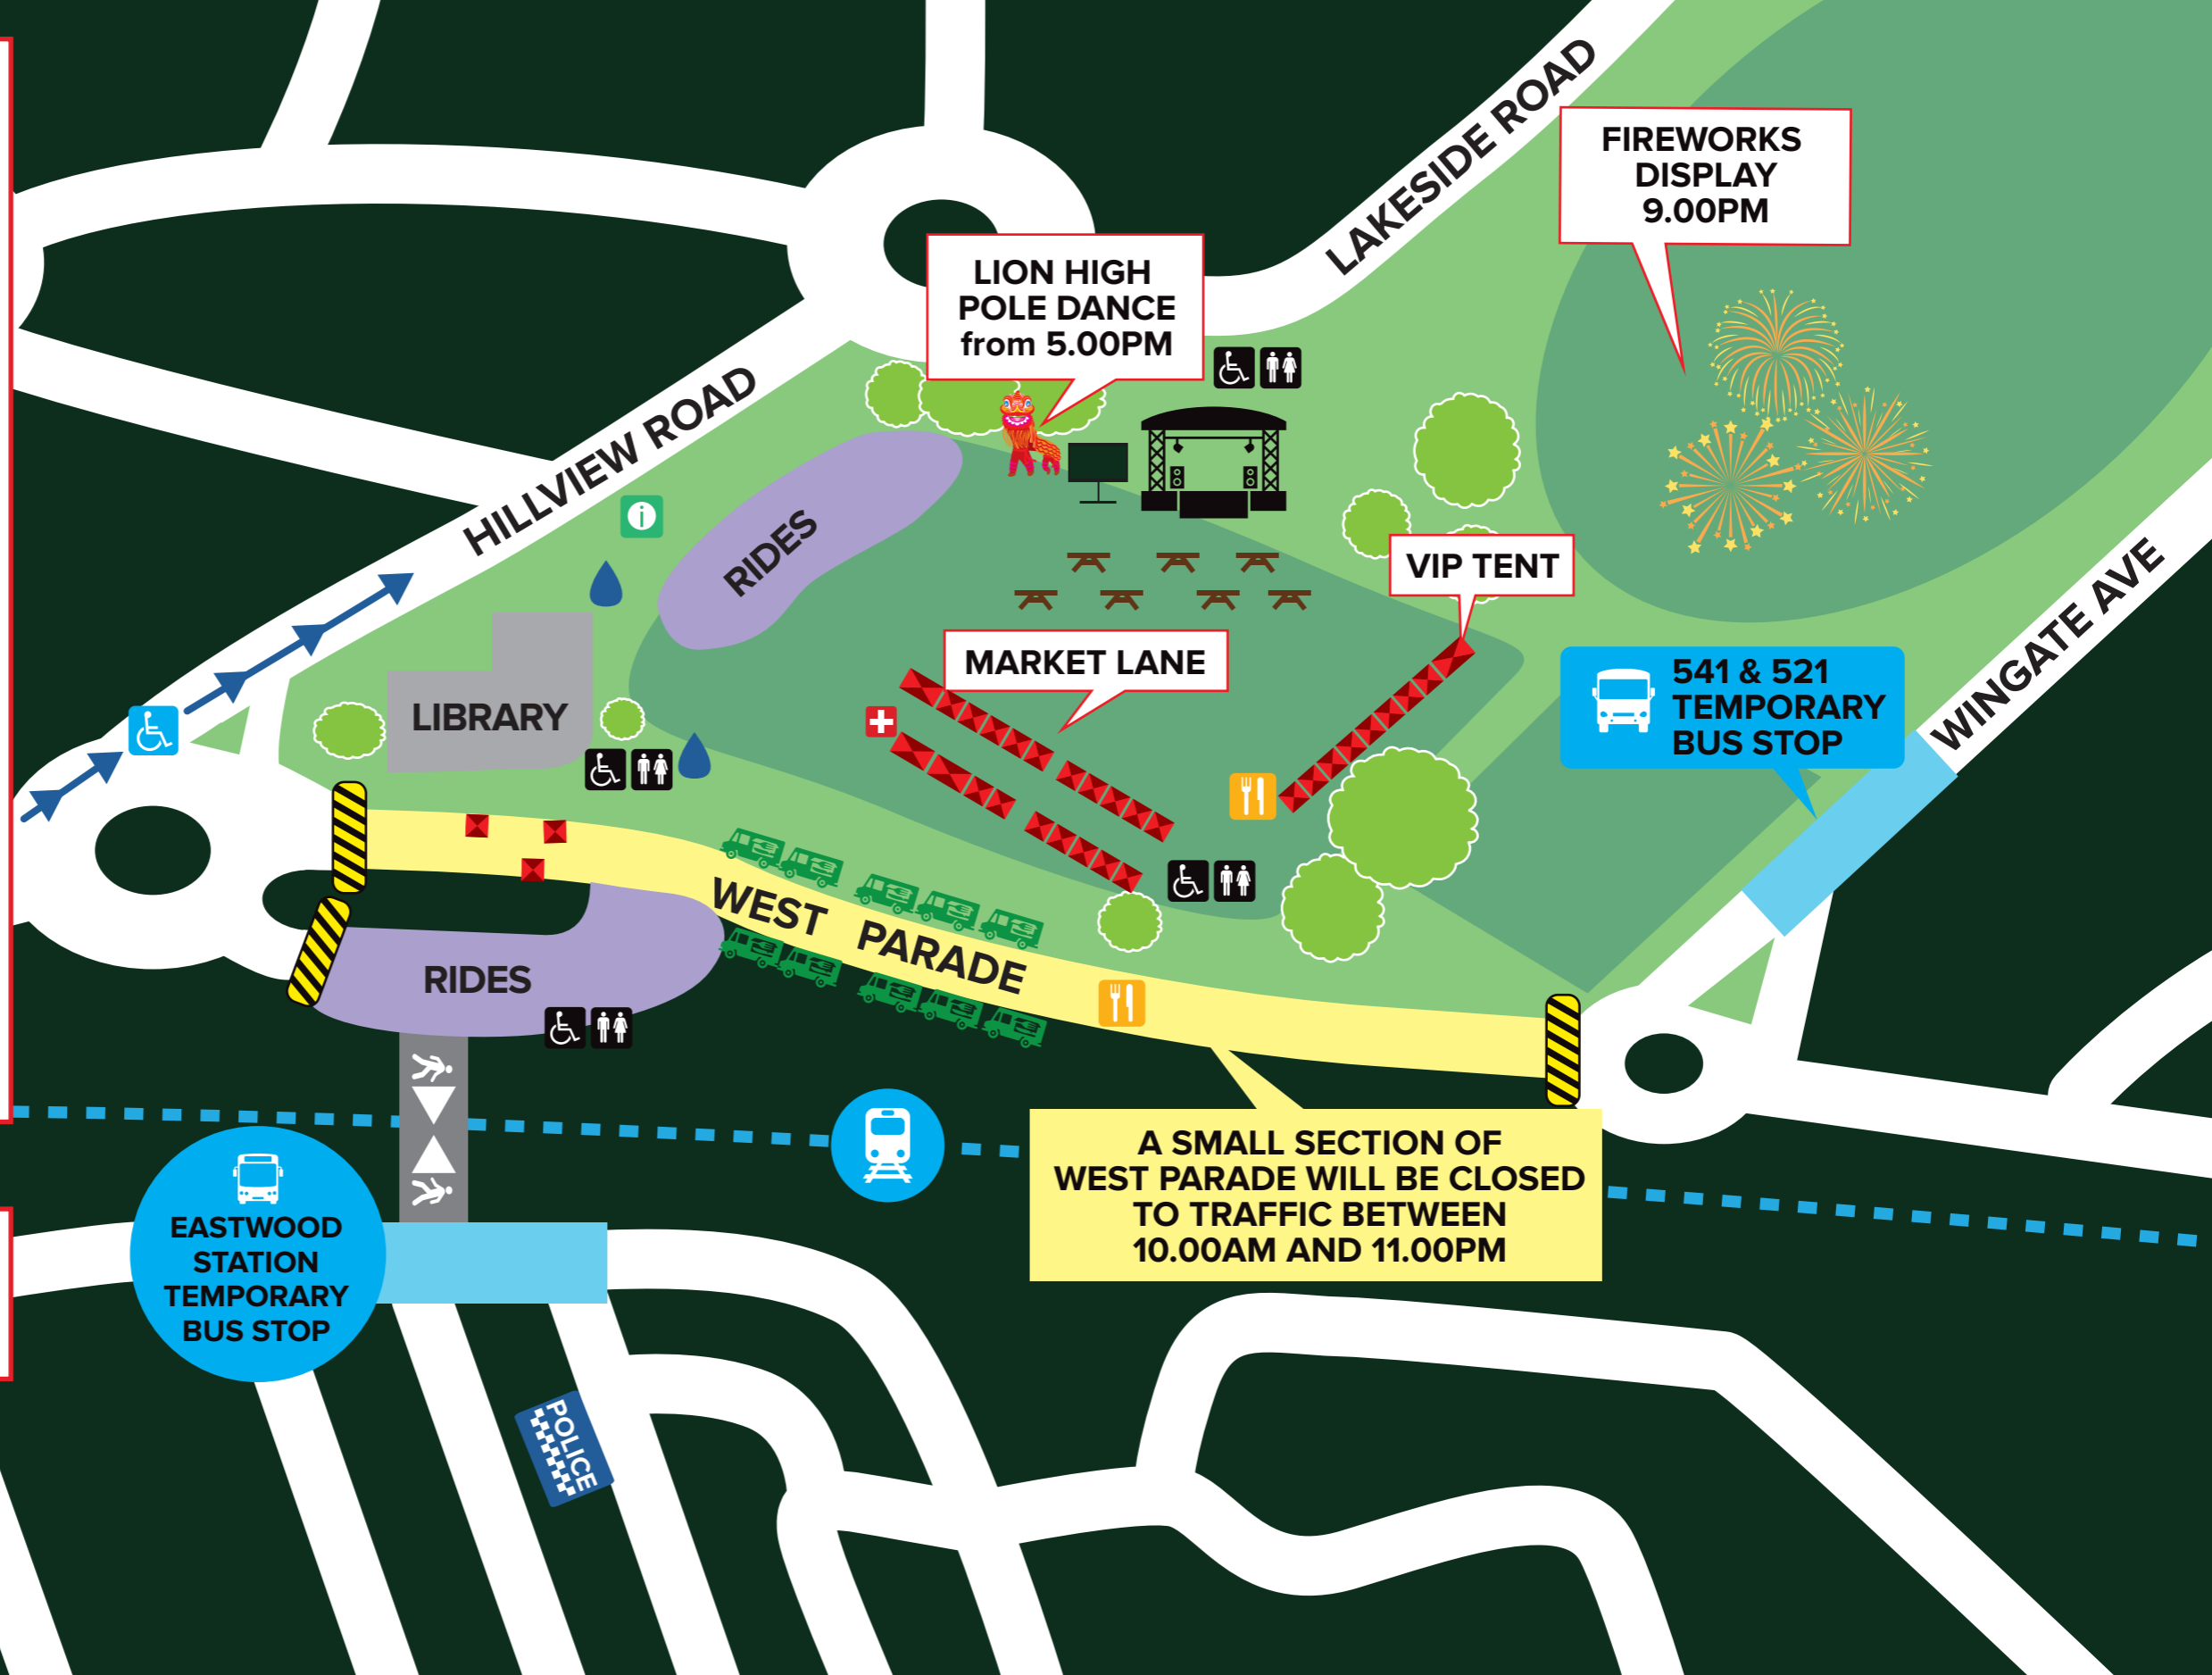 LAKESIDE ROAD
FIREWORKS
DISPLAY
9.00PM
LION HIGH
POLE DANCE
from 5.00PM
HILLVIEW ROAD
RIDES
VIP TENT
WINGATE AVE
MARKET LANE
541 & 521
TEMPORARY
BUS STOP
LIBRARY
WEST PARADE
RIDES
A SMALL SECTION OF
WEST PARADE WILL BE CLOSED
TO TRAFFIC BETWEEN
10.00AM AND 11.00PM
EASTWOOD
STATION
TEMPORARY
BUS STOP
POLICE